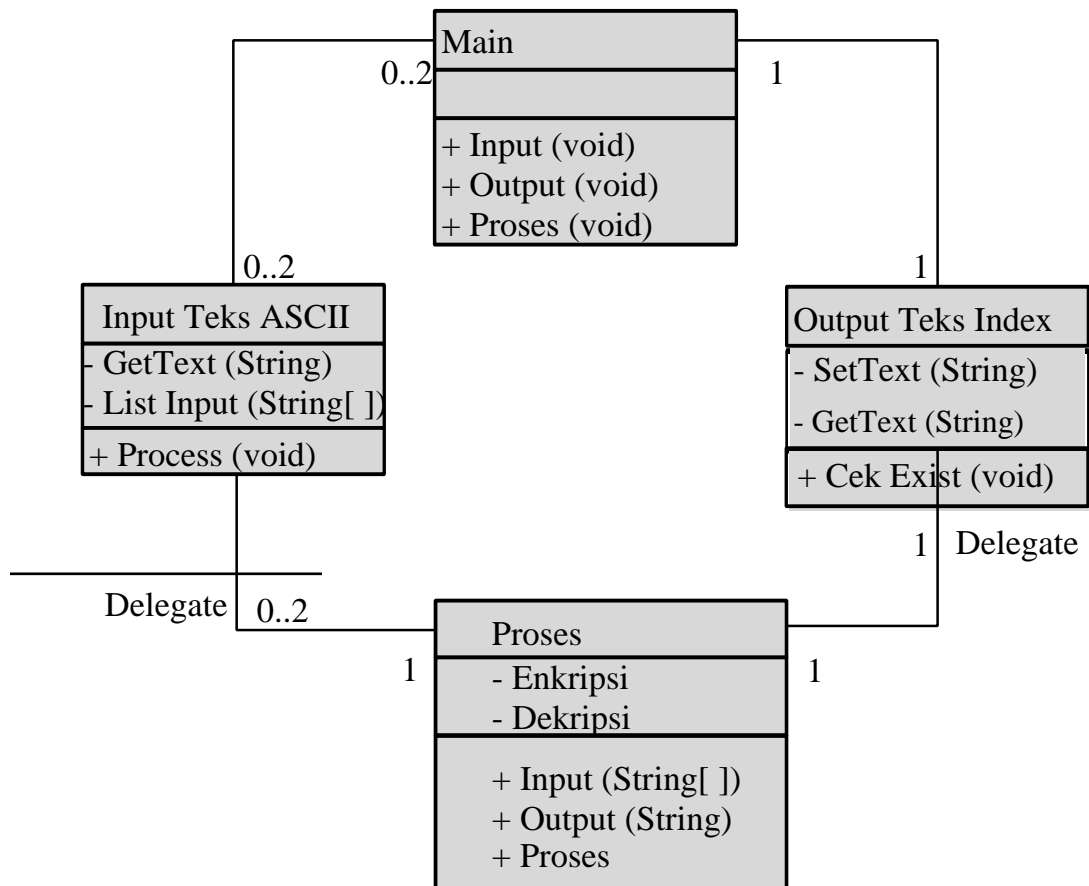 Main
0..2
1
+ Input (void)
+ Output (void)
+ Proses (void)
0..2
1
Input Teks ASCII
- GetText (String)
- List Input (String[ ])
+ Process (void)
Output Teks Index
- SetText (String)
- GetText (String)
+ Cek Exist (void)
1 Delegate
Delegate 0..2
1
1
Proses
- Enkripsi
- Dekripsi
+ Input (String[ ])
+ Output (String)
+ Proses